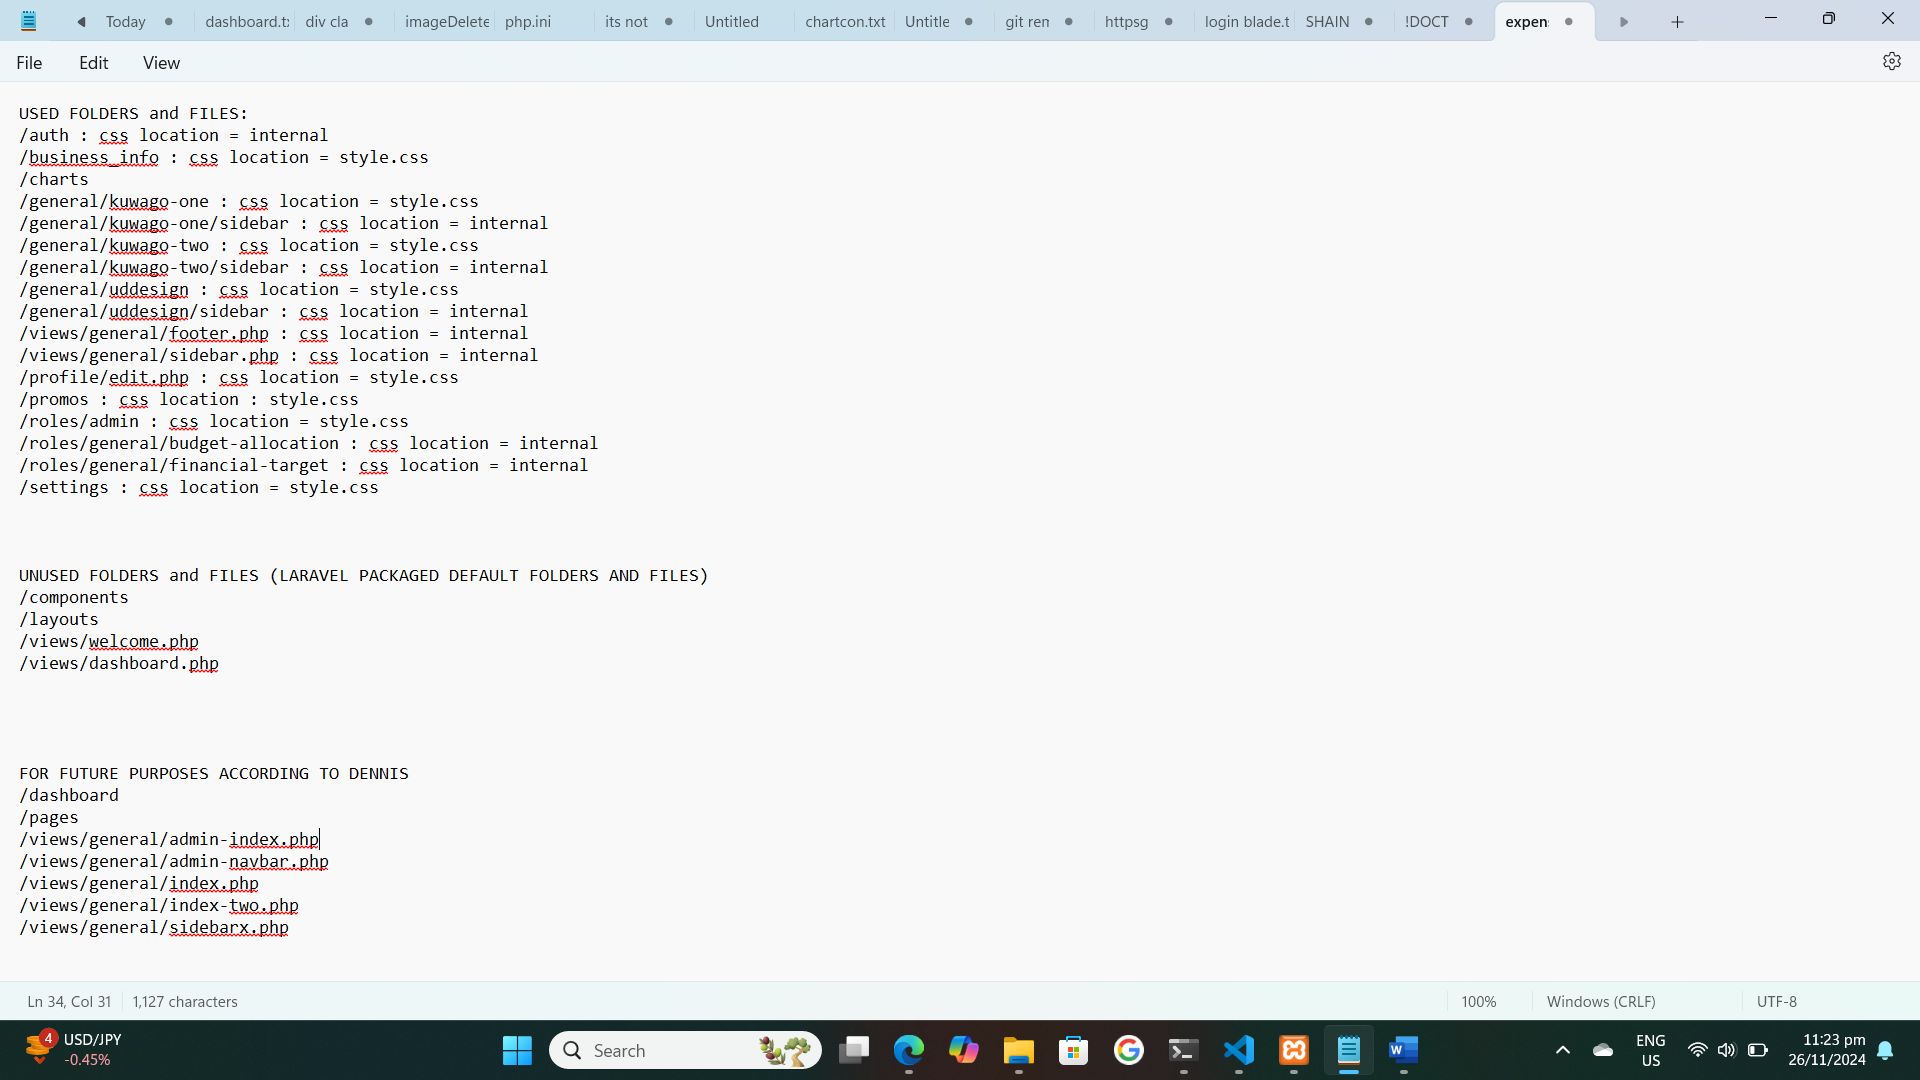 Today
dashboard.t
div cla
imageDelete
php.ini
its not
Untitled
chartcon.txt
Untitle
git ren
httpsg
login blade.t
SHAIN
!DOCT
expen
File
Edit
View
USED FOLDERS and FILES:
/auth : css location = internal
/business_info : css location = style.css
/charts
/general/kuwago-one : css location = style.css
/general/kuwago-one/sidebar : css location = internal
/general/kuwago-two : css location = style.css
/general/kuwago-two/sidebar : css location = internal
/general/uddesign : css location = style.css
/general/uddesign/sidebar : css location = internal
/views/general/footer.php : css location = internal
/views/general/sidebar.php : css location = internal
/profile/edit.php : css location = style.css
/promos : css location : style.css
/roles/admin : css location = style.css
/roles/general/budget-allocation : css location = internal
/roles/general/financial-target : css location = internal
/settings : css location = style.css
UNUSED FOLDERS and FILES (LARAVEL PACKAGED DEFAULT FOLDERS AND FILES)
/components
/layouts
/views/welcome.php
/views/dashboard.php
FOR FUTURE PURPOSES ACCORDING TO DENNIS
/dashboard
/pages
/views/general/admin-index.php
/views/general/admin-navbar.php
/views/general/index.php
/views/general/index-two.php
/views/general/sidebarx.php
Ln 34, Col 31
1,127 characters
100%
Windows (CRLF)
UTF-8
4
USD/JPY
-0.45%
Search
W
ENG
US
11:23 pm
26/11/2024